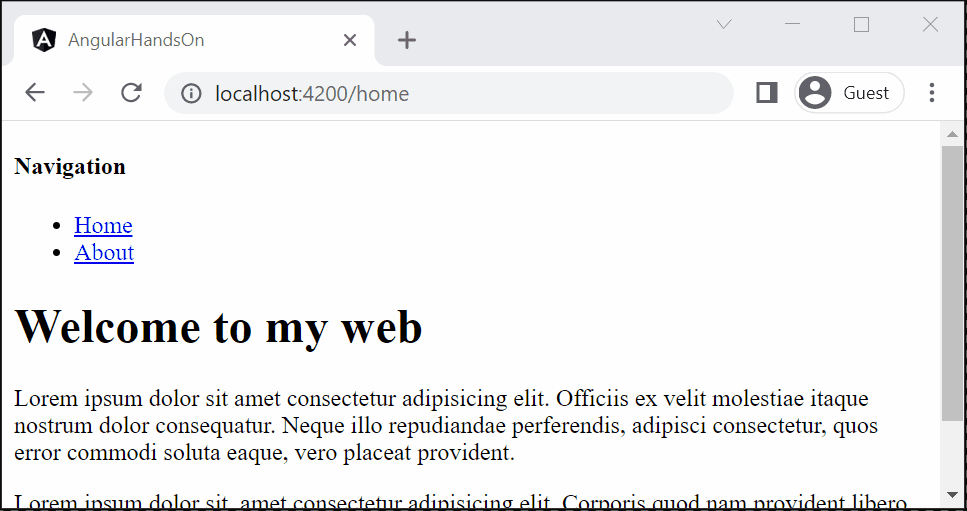 AngularHandsOn
localhost:4200/home
Guest
Navigation
Home
About
Welcome to my web
Lorem ipsum dolor sit amet consectetur adipisicing elit. Officiis ex velit molestiae itaque
nostrum dolor consequatur. Neque illo repudiandae perferendis, adipisci consectetur, quos
error commodi soluta eaque, vero placeat provident.
Lorem ipsum dolor sit, amet consectetur adipisicing elit. Corporis quod nam provident libero